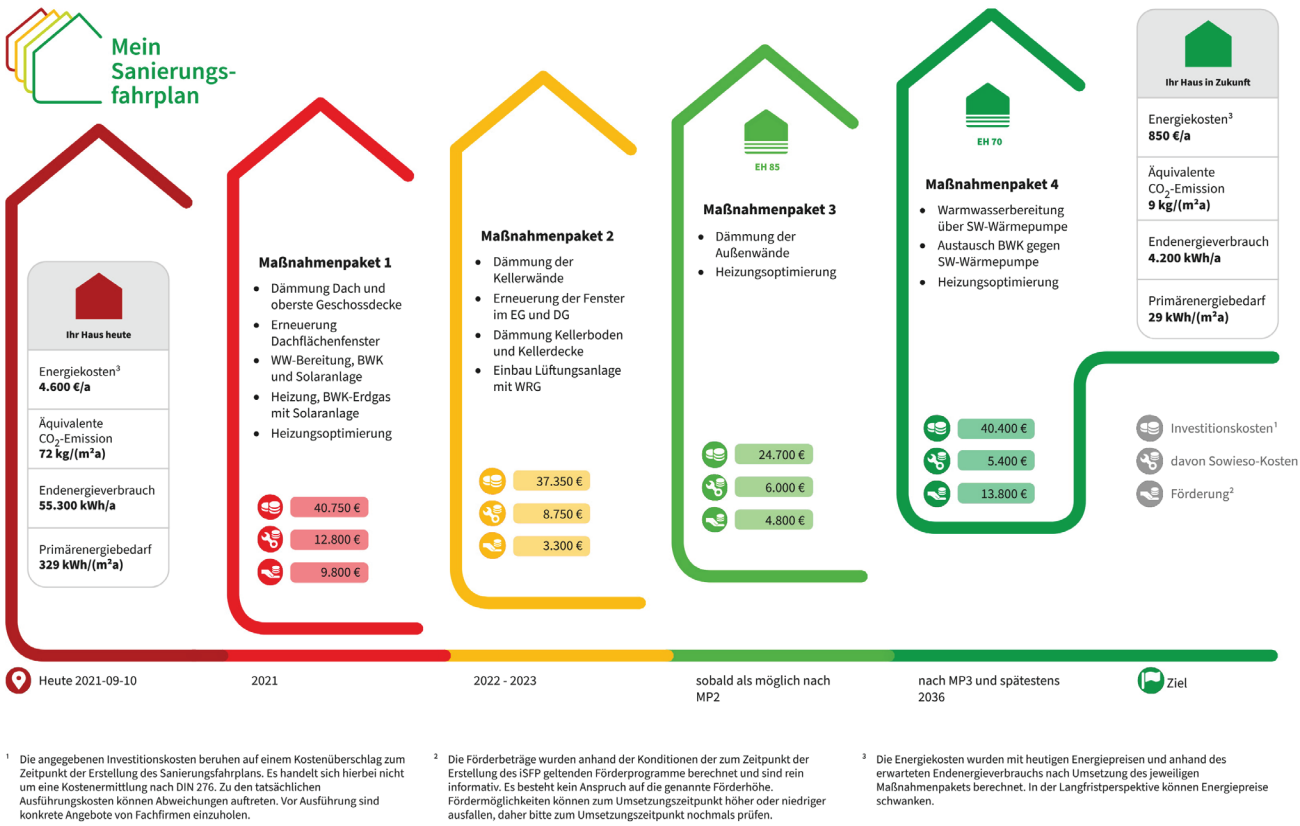 Mein
Sanierungs-
fahrplan
Ihr Haus heute
Energiekosten³
4.600 €/a
Äquivalente
CO₂-Emission
72 kg/(m²a)
Endenergieverbrauch
55.300 kWh/a
Primärenergiebedarf
329 kWh/(m²a)
Maßnahmenpaket 1
• Dämmung Dach und
oberste Geschossdecke
• Erneuerung
Dachflächenfenster
• WW-Bereitung, BWK
und Solaranlage
• Heizung, BWK-Erdgas
mit Solaranlage
• Heizungsoptimierung
40.750 €
12.800 €
9.800 €
Maßnahmenpaket 2
• Dämmung der
Kellerwände
• Erneuerung der Fenster
im EG und DG
• Dämmung Kellerboden
und Kellerdecke
• Einbau Lüftungsanlage
mit WRG
37.350 €
8.750 €
3.300 €
EH 85
Maßnahmenpaket 3
• Dämmung der
Außenwände
• Heizungsoptimierung
24.700 €
6.000 €
4.800 €
EH 70
Maßnahmenpaket 4
• Warmwasserbereitung
über SW-Wärmepumpe
• Austausch BWK gegen
SW-Wärmepumpe
• Heizungsoptimierung
40.400 €
5.400 €
13.800 €
Ihr Haus in Zukunft
Energiekosten³
850 €/a
Äquivalente
CO₂-Emission
9 kg/(m²a)
Endenergieverbrauch
4.200 kWh/a
Primärenergiebedarf
29 kWh/(m²a)
Investitionskosten¹
davon Sowieso-Kosten
Förderung²
Heute 2021-09-10
2021
2022 - 2023
sobald als möglich nach
MP2
nach MP3 und spätestens
2036
Ziel
¹ Die angegebenen Investitionskosten beruhen auf einem Kostenüberschlag zum
Zeitpunkt der Erstellung des Sanierungsfahrplans. Es handelt sich hierbei nicht
um eine Kostenermittlung nach DIN 276. Zu den tatsächlichen
Ausführungskosten können Abweichungen auftreten. Vor Ausführung sind
konkrete Angebote von Fachfirmen einzuholen.
² Die Förderbeträge wurden anhand der Konditionen der zum Zeitpunkt der
Erstellung des iSFP geltenden Förderprogramme berechnet und sind rein
informativ. Es besteht kein Anspruch auf die genannte Förderhöhe.
Fördermöglichkeiten können zum Umsetzungszeitpunkt höher oder niedriger
ausfallen, daher bitte zum Umsetzungszeitpunkt nochmals prüfen.
³ Die Energiekosten wurden mit heutigen Energiepreisen und anhand des
erwarteten Endenergieverbrauchs nach Umsetzung des jeweiligen
Maßnahmenpakets berechnet. In der Langfristperspektive können Energiepreise
schwanken.